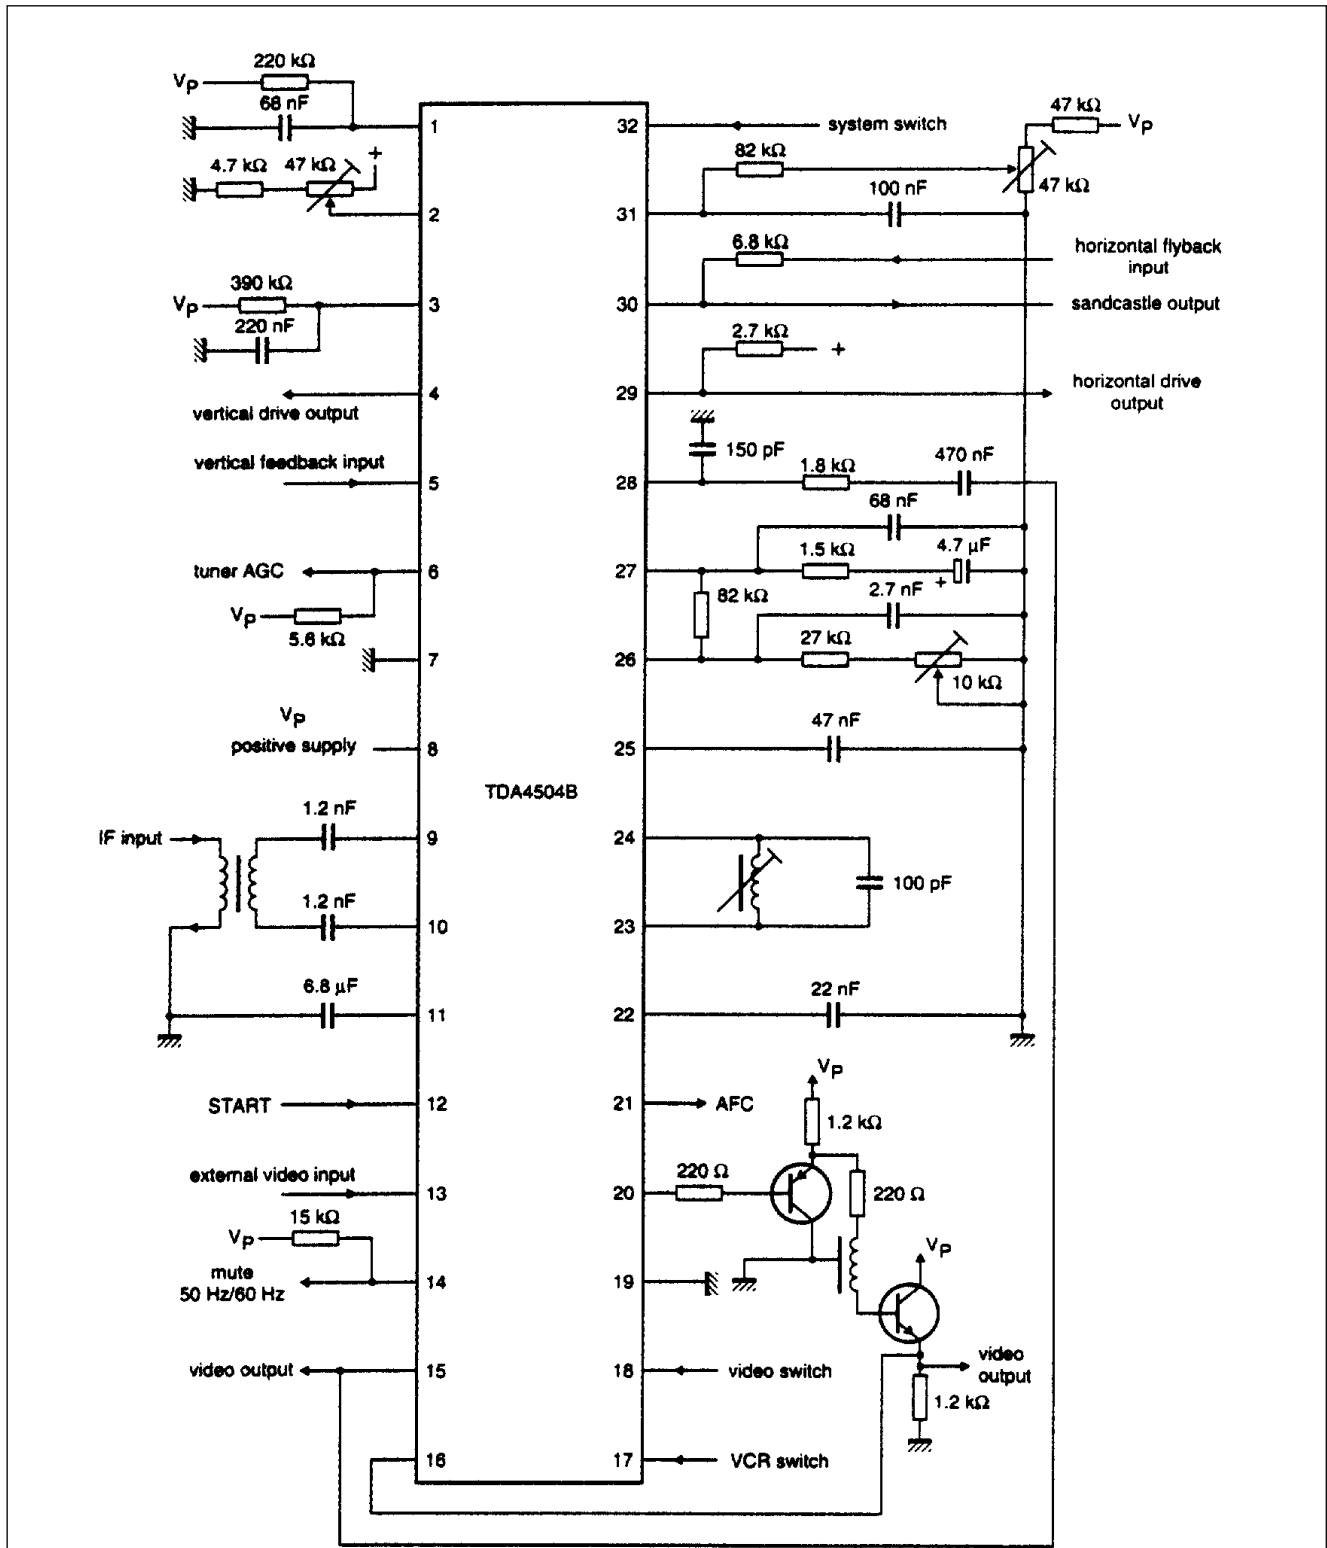 220 kΩ
VP
68 nF
1
4.7 kΩ
47 kΩ
+
2
390 kΩ
VP
220 nF
3
4
vertical drive output
vertical feedback input
5
tuner AGC
6
VP
5.6 kΩ
7
VP
positive supply
8
TDA4504B
1.2 nF
IF input
9
1.2 nF
10
6.8 µF
11
START
12
external video input
13
15 kΩ
VP
mute
50 Hz/60 Hz
14
video output
15
16
47 kΩ
VP
32
system switch
82 kΩ
47 kΩ
100 nF
31
6.8 kΩ
horizontal flyback
input
30
sandcastle output
2.7 kΩ
+
29
horizontal drive
output
150 pF
470 nF
1.8 kΩ
28
68 nF
1.5 kΩ
4.7 µF
+
27
82 kΩ
2.7 nF
27 kΩ
26
10 kΩ
47 nF
25
24
100 pF
23
22 nF
22
VP
21
AFC
1.2 kΩ
220 Ω
20
220 Ω
VP
19
18
video switch
video
output
1.2 kΩ
17
VCR switch